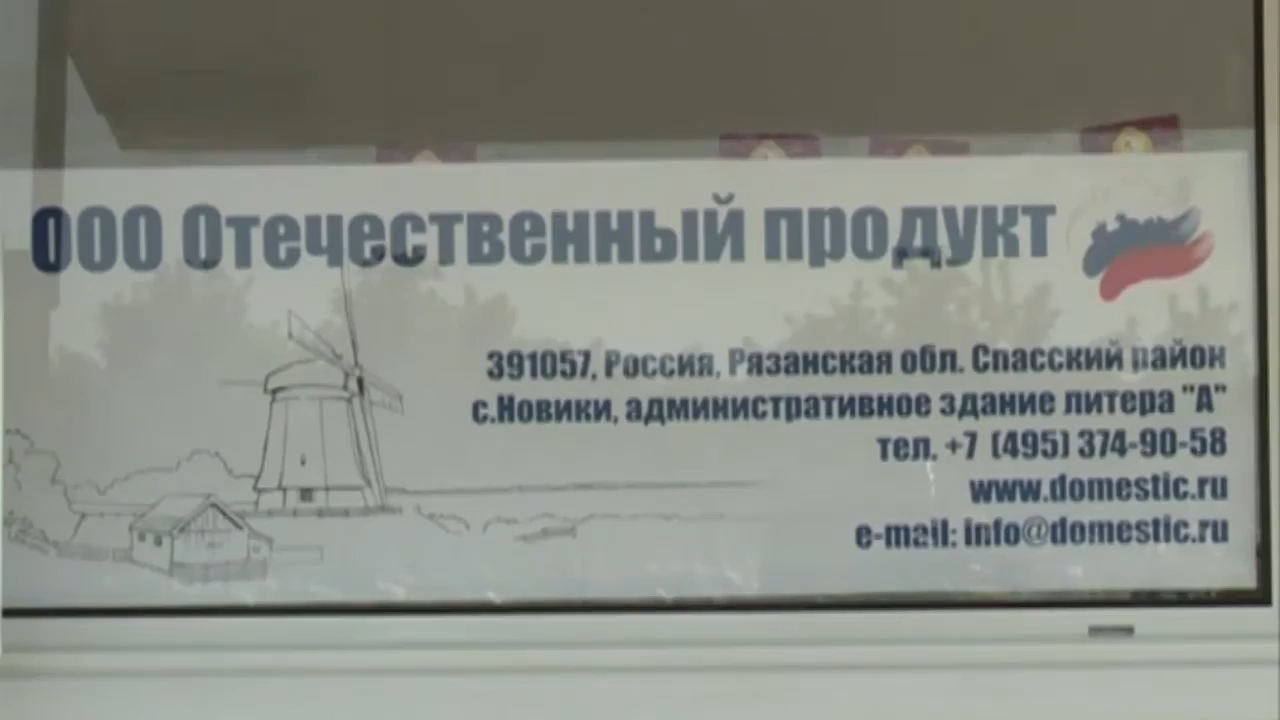 ООО Отечественный продукт
391057, Россия, Рязанская обл. Спасский район
с.Новики, административное здание литера "А"
тел. +7 (495) 374-90-58
www.domestic.ru
e-mail: info@domestic.ru